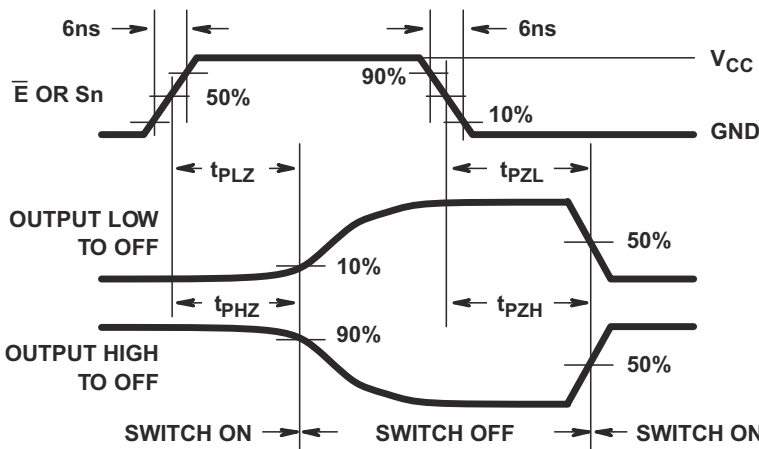 6ns
6ns
VCC
90%
E̅ OR Sn
50%
10%
GND
tPLZ
tPZL
OUTPUT LOW
TO OFF
50%
10%
tPHZ
tPZH
90%
OUTPUT HIGH
TO OFF
50%
SWITCH ON
SWITCH OFF
SWITCH ON